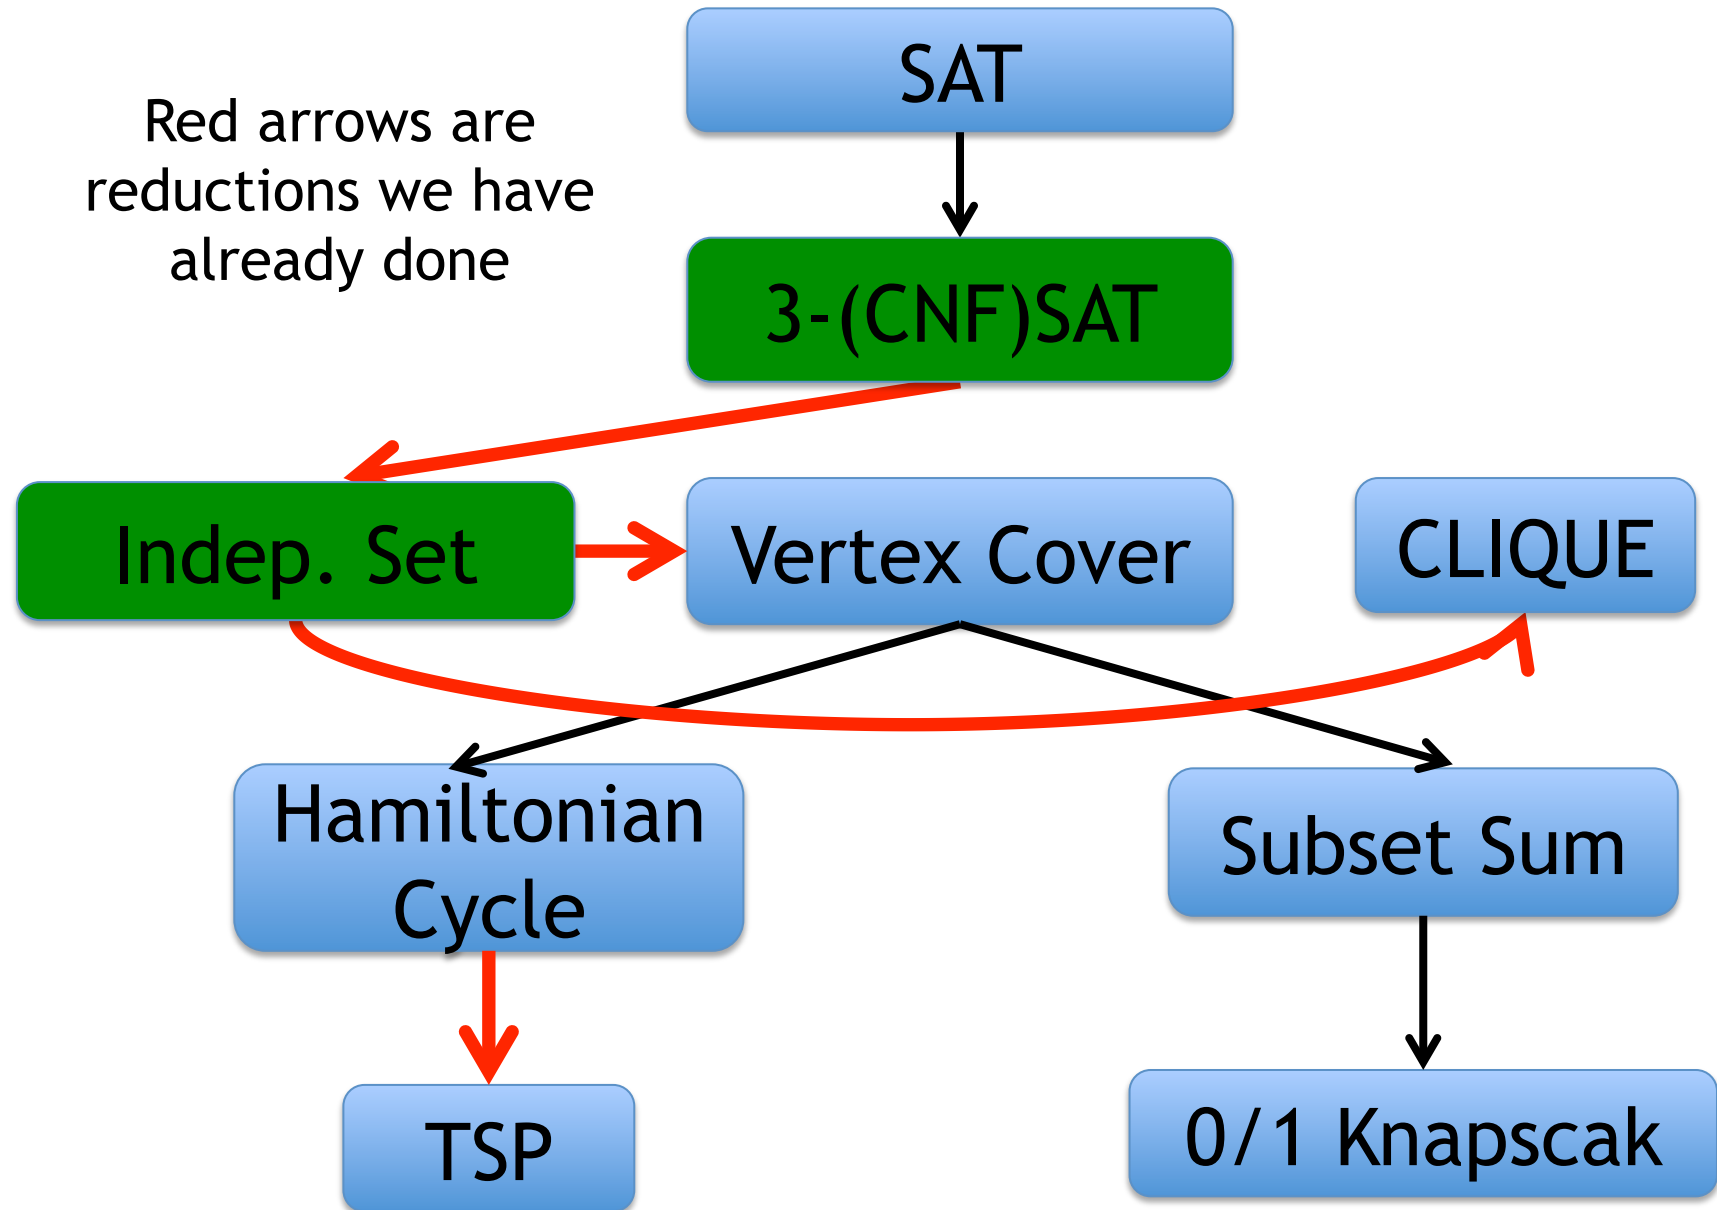 SAT
Red arrows are
reductions we have
already done
3-(CNF)SAT
Indep. Set
Vertex Cover
CLIQUE
Hamiltonian
Cycle
Subset Sum
TSP
0/1 Knapscak